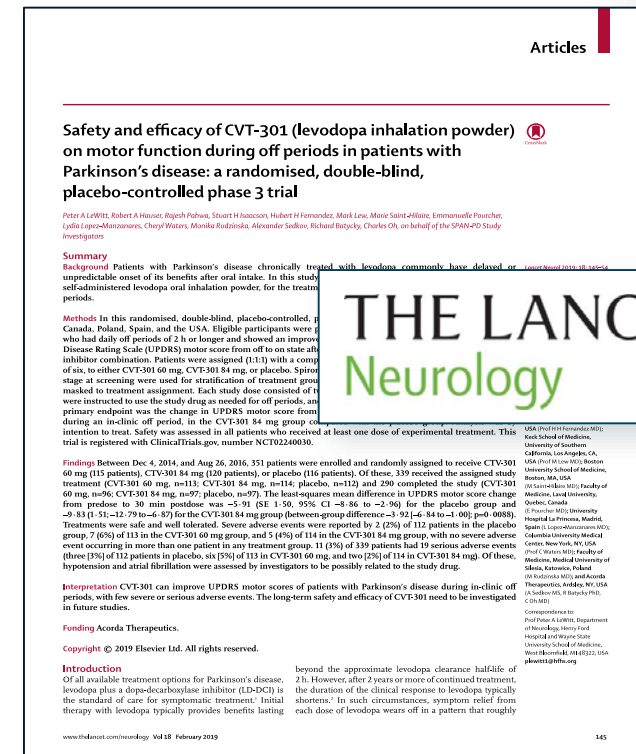 Articles
Safety and efficacy of CVT-301 (levodopa inhalation powder)
on motor function during off periods in patients with
Parkinson's disease: a randomised, double-blind,
placebo-controlled phase 3 trial
CrossMark
Peter A LeWitt, Robert A Hauser, Rajesh Pahwa, Stuart H Isaacson, Hubert H Fernandez, Mark Lew, Marie Saint-Hilaire, Emmanuelle Pourcher,
Lydia Lopez-Manzanares, Cheryl Waters, Monika Rudzínska, Alexander Sedkov, Richard Batycky, Charles Oh, on behalf of the SPAN-PD Study
Investigators
Summary
Background Patients with Parkinson's disease chronically treated with levodopa commonly have delayed or
unpredictable onset of its benefits after oral intake. In this study
self-administered levodopa oral inhalation powder, for the treatm
periods.
Methods In this randomised, double-blind, placebo-controlled, p
Canada, Poland, Spain, and the USA. Eligible participants were p
who had daily off periods of 2 h or longer and showed an improve
Disease Rating Scale (UPDRS) motor score from off to on state aft
inhibitor combination. Patients were assigned (1:1:1) with a comp
of six, to either CVT-301 60 mg, CVT-301 84 mg, or placebo. Spirom
stage at screening were used for stratification of treatment grou
masked to treatment assignment. Each study dose consisted of t
were instructed to use the study drug as needed for off periods, an
primary endpoint was the change in UPDRS motor score from
during an in-clinic off period, in the CVT-301 84 mg group co
intention to treat. Safety was assessed in all patients who received at least one dose of experimental treatment. This
trial is registered with ClinicalTrials.gov, number NCT02240030.
Findings Between Dec 4, 2014, and Aug 26, 2016, 351 patients were enrolled and randomly assigned to receive CTV-301
60 mg (115 patients), CTV-301 84 mg (120 patients), or placebo (116 patients). Of these, 339 received the assigned study
treatment (CVT-301 60 mg, n=113; CVT-301 84 mg, n=114; placebo, n=112) and 290 completed the study (CVT-301
60 mg, n=96; CVT-301 84 mg, n=97; placebo, n=97). The least-squares mean difference in UPDRS motor score change
from predose to 30 min postdose was –5·91 (SE 1·50, 95% CI –8·86 to –2·96) for the placebo group and
–9·83 (1·51; –12·79 to –6·87) for the CVT-301 84 mg group (between-group difference –3·92 [–6·84 to –1·00]; p=0·0088).
Treatments were safe and well tolerated. Severe adverse events were reported by 2 (2%) of 112 patients in the placebo
group, 7 (6%) of 113 in the CVT-301 60 mg group, and 5 (4%) of 114 in the CVT-301 84 mg group, with no severe adverse
event occurring in more than one patient in any treatment group. 11 (3%) of 339 patients had 19 serious adverse events
(three [3%] of 112 patients in placebo, six [5%] of 113 in CVT-301 60 mg, and two [2%] of 114 in CVT-301 84 mg). Of these,
hypotension and atrial fibrillation were assessed by investigators to be possibly related to the study drug.
Interpretation CVT-301 can improve UPDRS motor scores of patients with Parkinson's disease during in-clinic off
periods, with few severe or serious adverse events. The long-term safety and efficacy of CVT-301 need to be investigated
in future studies.
Funding Acorda Therapeutics.
Copyright © 2019 Elsevier Ltd. All rights reserved.
Introduction
Of all available treatment options for Parkinson's disease,
levodopa plus a dopa-decarboxylase inhibitor (LD-DCI) is
the standard of care for symptomatic treatment.¹ Initial
therapy with levodopa typically provides benefits lasting
beyond the approximate levodopa clearance half-life of
2 h. However, after 2 years or more of continued treatment,
the duration of the clinical response to levodopa typically
shortens.² In such circumstances, symptom relief from
each dose of levodopa wears off in a pattern that roughly
Lancet Neurol 2019; 18: 145–54
THE LANC
Neurology
USA (Prof H H Fernandez MD);
Keck School of Medicine,
University of Southern
California, Los Angeles, CA,
USA (Prof M Lew MD); Boston
University School of Medicine,
Boston, MA, USA
(M Saint-Hilaire MD); Faculty of
Medicine, Laval University,
Quebec, Canada
(E Pourcher MD); University
Hospital La Princesa, Madrid,
Spain (L Lopez-Manzanares MD);
Columbia University Medical
Center, New York, NY, USA
(Prof C Waters MD); Faculty of
Medicine, Medical University of
Silesia, Katowice, Poland
(M Rudzínska MD); and Acorda
Therapeutics, Ardsley, NY, USA
(A Sedkov MS, R Batycky PhD,
C Oh MD)
Correspondence to:
Prof Peter A LeWitt, Department
of Neurology, Henry Ford
Hospital and Wayne State
University School of Medicine,
West Bloomfield, MI 48322, USA
plewitt1@hfhs.org
www.thelancet.com/neurology Vol 18 February 2019
145